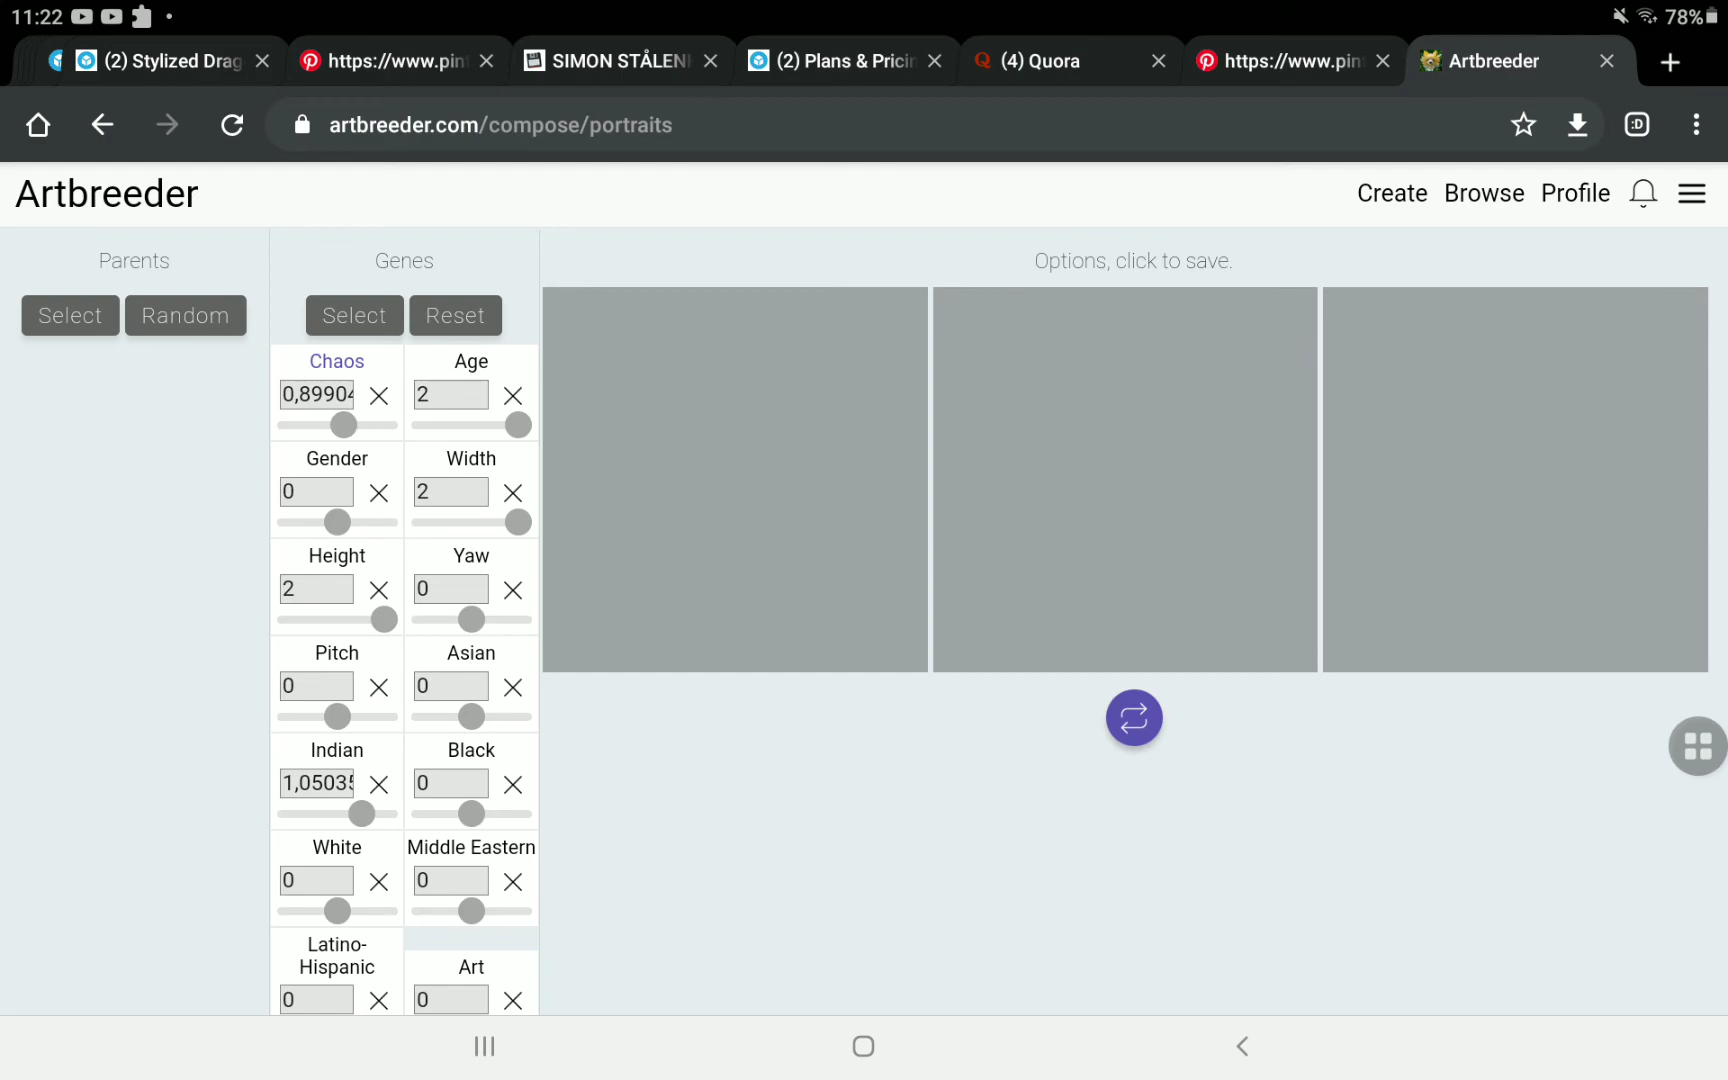 11:22
78%
(2) Stylized Drag
https://www.pin
SIMON STÅLEN
(2) Plans & Pricin
(4) Quora
https://www.pin
Artbreeder
:D
artbreeder.com/compose/portraits
Artbreeder
Create Browse Profile
Parents
Genes
Options, click to save.
Select Random
Select Reset
Chaos
Age
0,89904
2
Gender
Width
0
2
Height
Yaw
2
0
Pitch
Asian
0
0
Indian
Black
1,05035
0
White
Middle Eastern
0
0
Latino-
Hispanic
Art
0
0